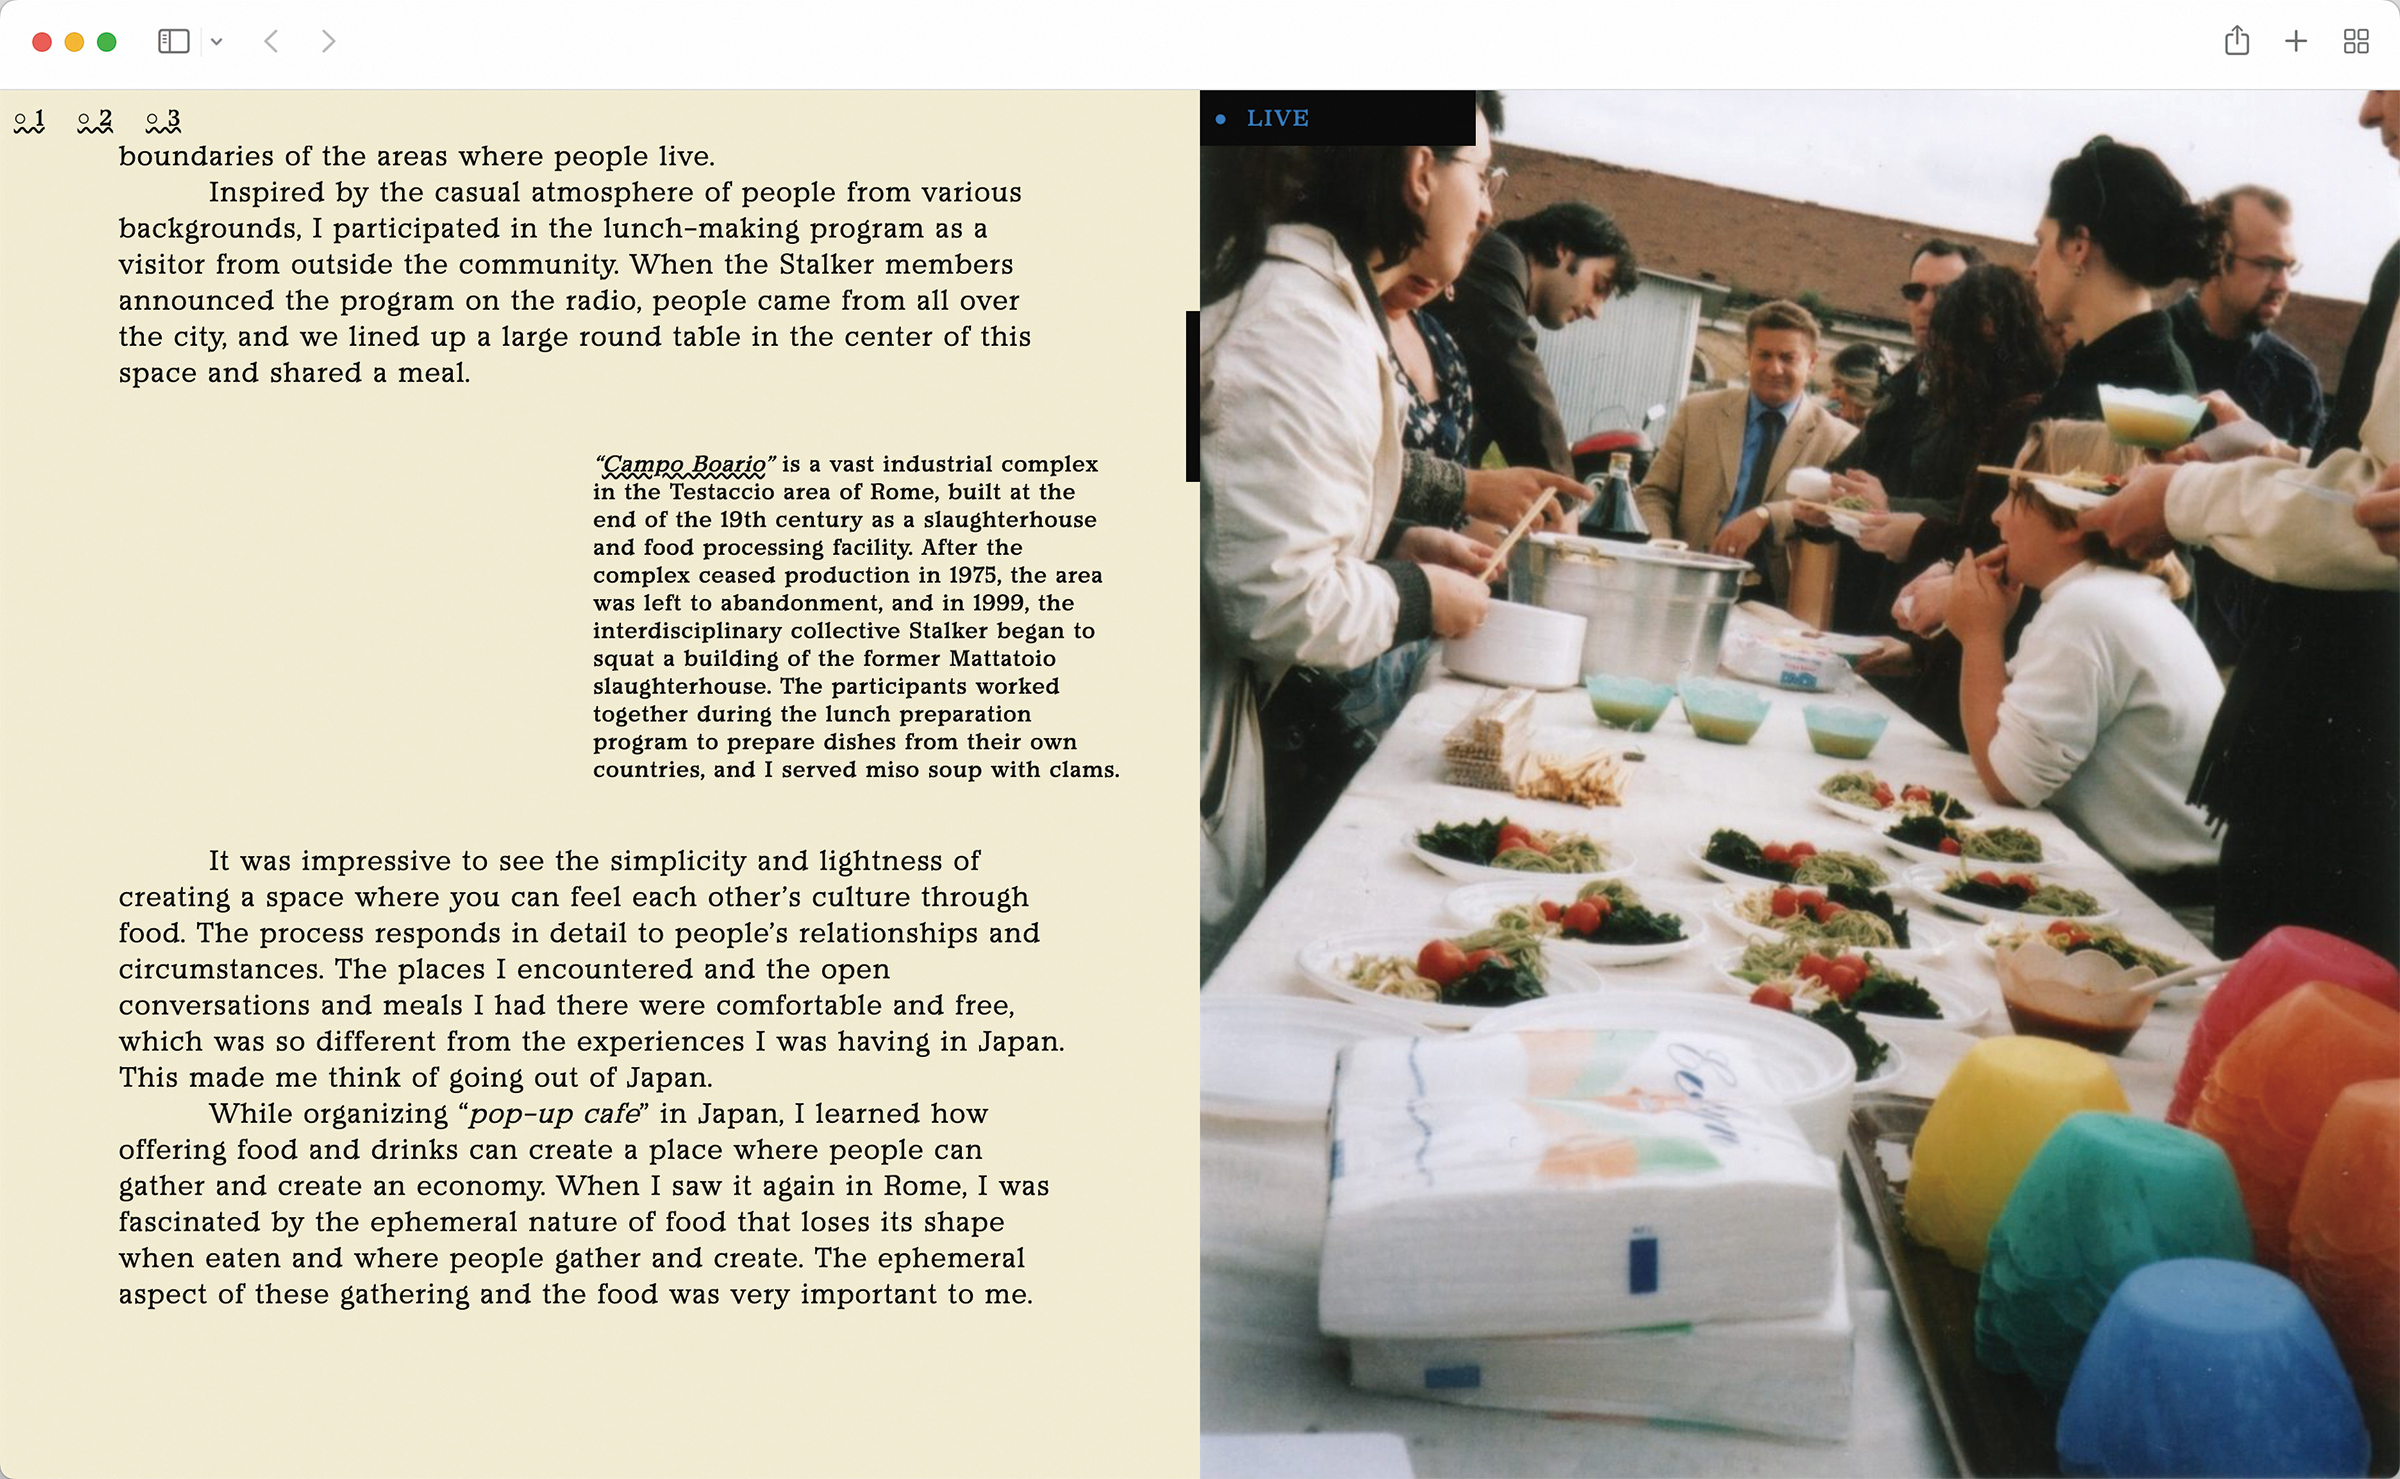 1 2 3
LIVE
boundaries of the areas where people live.
Inspired by the casual atmosphere of people from various
backgrounds, I participated in the lunch-making program as a
visitor from outside the community. When the Stalker members
announced the program on the radio, people came from all over
the city, and we lined up a large round table in the center of this
space and shared a meal.
“Campo Boario” is a vast industrial complex
in the Testaccio area of Rome, built at the
end of the 19th century as a slaughterhouse
and food processing facility. After the
complex ceased production in 1975, the area
was left to abandonment, and in 1999, the
interdisciplinary collective Stalker began to
squat a building of the former Mattatoio
slaughterhouse. The participants worked
together during the lunch preparation
program to prepare dishes from their own
countries, and I served miso soup with clams.
It was impressive to see the simplicity and lightness of
creating a space where you can feel each other’s culture through
food. The process responds in detail to people’s relationships and
circumstances. The places I encountered and the open
conversations and meals I had there were comfortable and free,
which was so different from the experiences I was having in Japan.
This made me think of going out of Japan.
While organizing “pop-up cafe” in Japan, I learned how
offering food and drinks can create a place where people can
gather and create an economy. When I saw it again in Rome, I was
fascinated by the ephemeral nature of food that loses its shape
when eaten and where people gather and create. The ephemeral
aspect of these gathering and the food was very important to me.